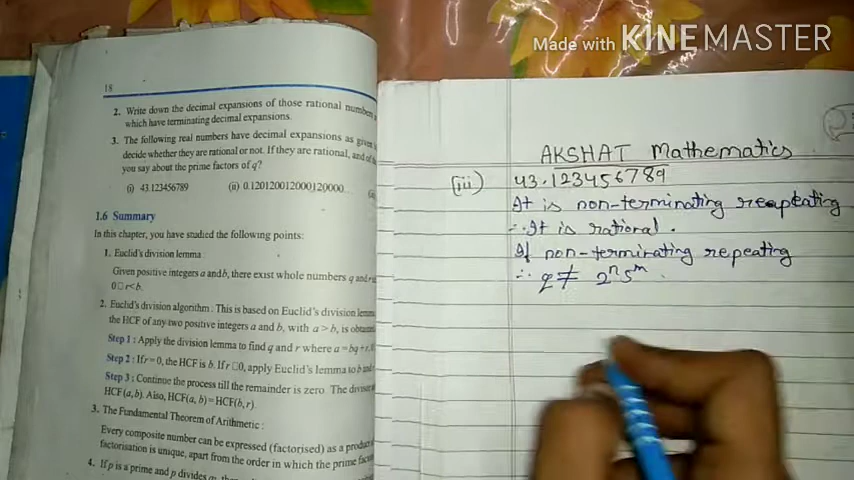 Made with KINEMASTER
18
2. Write down the decimal expansions of those rational numbers
which have terminating decimal expansions.
3. The following real numbers have decimal expansions as given
decide whether they are rational or not. If they are rational, and of
you say about the prime factors of q?
(i) 43.123456789 (ii) 0.120120012000120000
1.6 Summary
In this chapter, you have studied the following points:
1. Euclid's division lemma
Given positive integers a and b, there exist whole numbers q and r
0□r<b.
2. Euclid's division algorithm : This is based on Euclid's division lemma
the HCF of any two positive integers a and b, with a > b, is obtained
Step 1 : Apply the division lemma to find q and r where a = bq + r,
Step 2 : If r = 0, the HCF is b. If r □0, apply Euclid's lemma to b and
Step 3 : Continue the process till the remainder is zero. The divisor
HCF (a, b). Also, HCF(a, b) = HCF(b, r).
3. The Fundamental Theorem of Arithmetic :
Every composite number can be expressed (factorised) as a product
factorisation is unique, apart from the order in which the prime
4. If p is a prime and p divides
AKSHAT Mathematics
(iii) 43.123456789
It is non-terminating reapeating
∴ It is rational.
If non-terminating repeating
∴ q ≠ 2ⁿ5ᵐ.